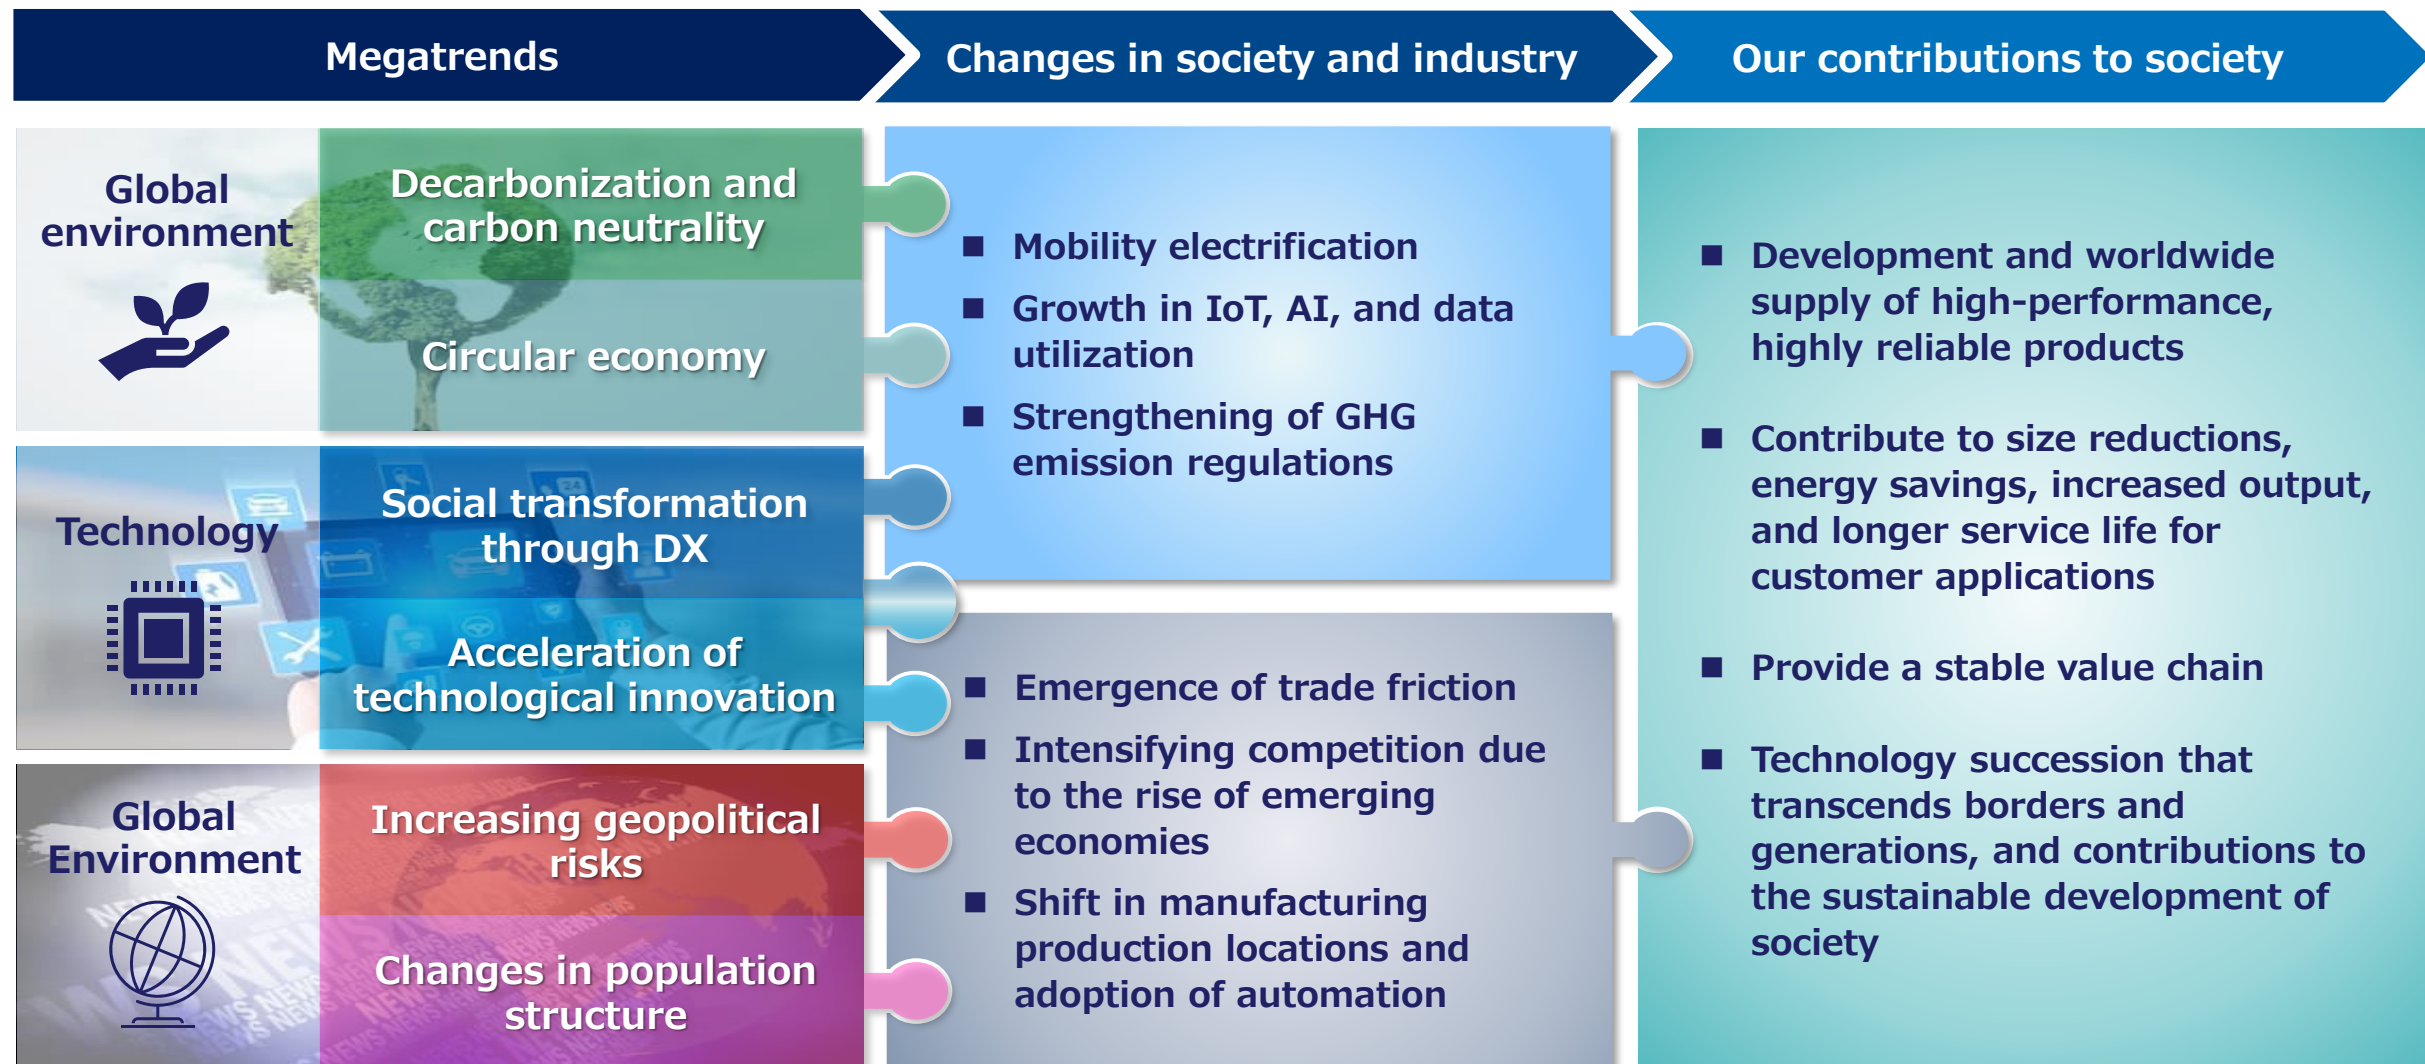 Megatrends
Changes in society and industry
Our contributions to society
Global
environment
Decarbonization and
carbon neutrality
Circular economy
Technology
Social transformation
through DX
Acceleration of
technological innovation
Global
Environment
Increasing geopolitical
risks
Changes in population
structure
■ Mobility electrification
■ Growth in IoT, AI, and data
utilization
■ Strengthening of GHG
emission regulations
■ Emergence of trade friction
■ Intensifying competition due
to the rise of emerging
economies
■ Shift in manufacturing
production locations and
adoption of automation
■ Development and worldwide
supply of high-performance,
highly reliable products
■ Contribute to size reductions,
energy savings, increased output,
and longer service life for
customer applications
■ Provide a stable value chain
■ Technology succession that
transcends borders and
generations, and contributions to
the sustainable development of
society